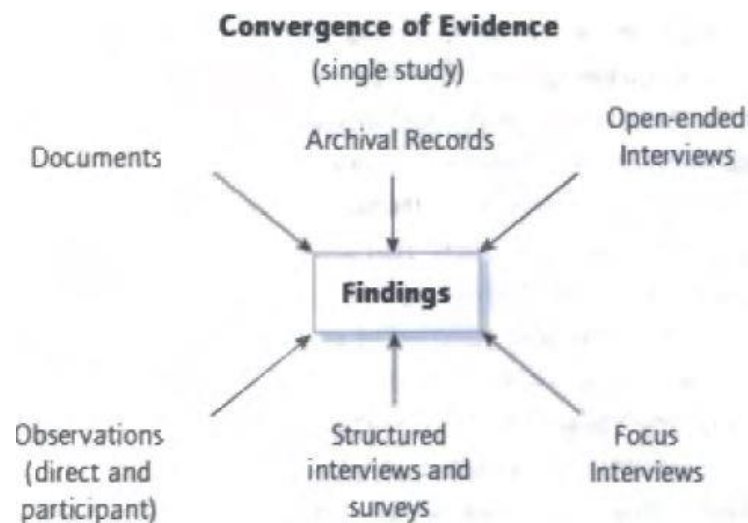 Convergence of Evidence
(single study)
Documents
Archival Records
Open-ended
Interviews
Findings
Observations
(direct and
participant)
Structured
interviews and
surveys
Focus
Interviews